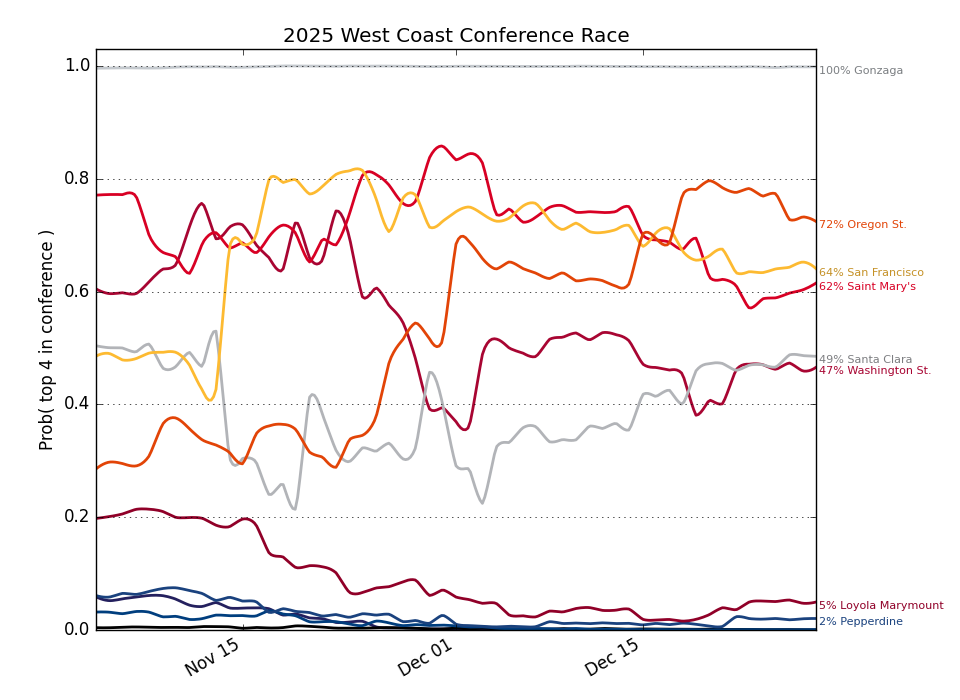 2025 West Coast Conference Race
Prob( top 4 in conference )
1.0
0.8
0.6
0.4
0.2
0.0
Nov 15
Dec 01
Dec 15
100% Gonzaga
72% Oregon St.
64% San Francisco
62% Saint Mary's
49% Santa Clara
47% Washington St.
5% Loyola Marymount
2% Pepperdine